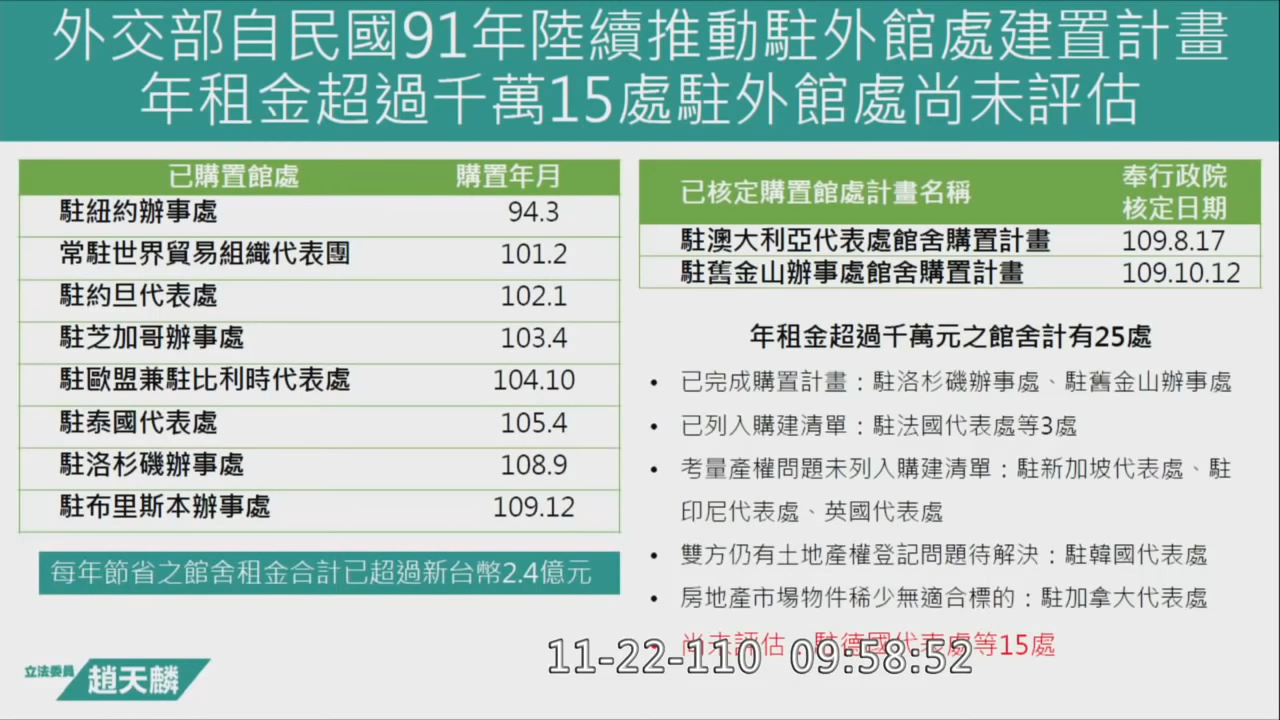 外交部自民國91年陸續推動駐外館處建置計畫
年租金超過千萬15處駐外館處尚未評估
已購置館處 購置年月
駐紐約辦事處 94.3
常駐世界貿易組織代表團 101.2
駐約旦代表處 102.1
駐芝加哥辦事處 103.4
駐歐盟兼駐比利時代表處 104.10
駐泰國代表處 105.4
駐洛杉磯辦事處 108.9
駐布里斯本辦事處 109.12
每年節省之館舍租金合計已超過新台幣2.4億元
已核定購置館處計畫名稱 奉行政院
核定日期
駐澳大利亞代表處館舍購置計畫 109.8.17
駐舊金山辦事處館舍購置計畫 109.10.12
年租金超過千萬元之館舍計有25處
• 已完成購置計畫：駐洛杉磯辦事處、駐舊金山辦事處
• 已列入購建清單：駐法國代表處等3處
• 考量產權問題未列入購建清單：駐新加坡代表處、駐
印尼代表處、英國代表處
• 雙方仍有土地產權登記問題待解決：駐韓國代表處
• 房地產市場物件稀少無適合標的：駐加拿大代表處
• 尚未評估：駐德國代表處等15處
11-22-110 09:58:52
立法委員 趙天麟